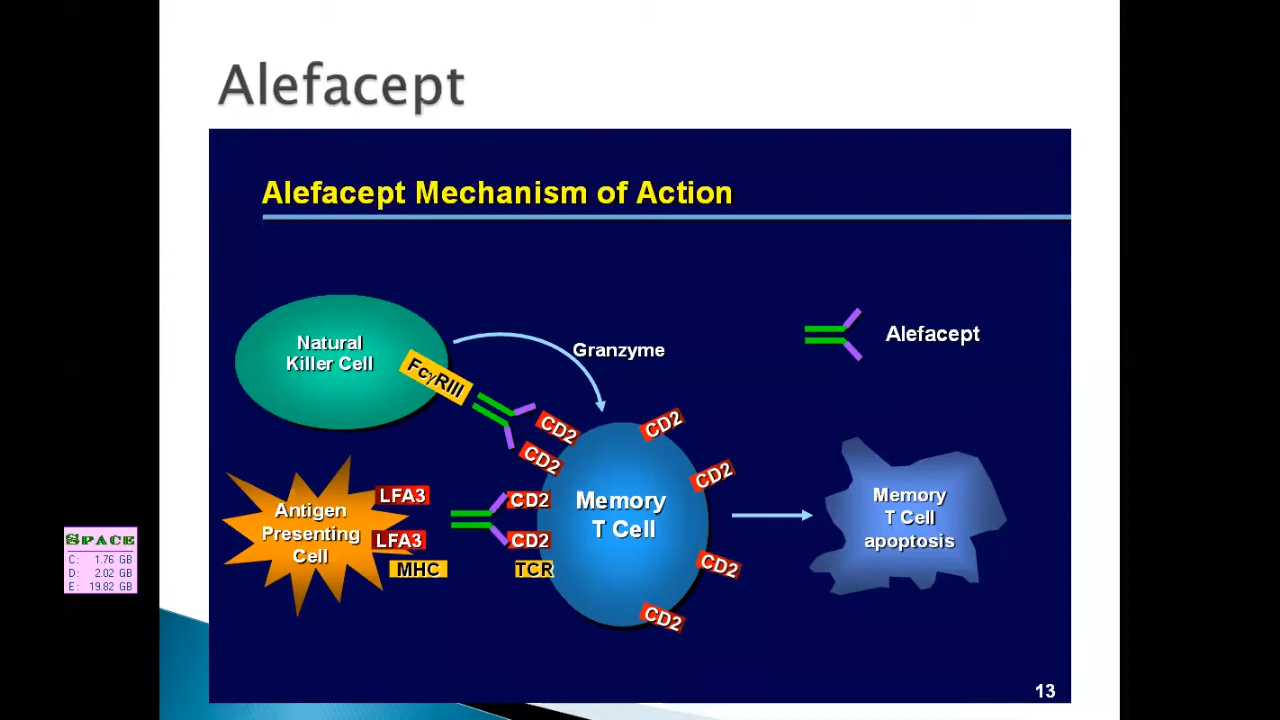 Alefacept
Alefacept Mechanism of Action
Natural
Killer Cell
FcγRIII
Granzyme
Alefacept
CD2
CD2
CD2
CD2
CD2
CD2
CD2
CD2
LFA3
LFA3
Antigen
Presenting
Cell
MHC
TCR
Memory
T Cell
Memory
T Cell
apoptosis
13
SPACE
C: 1.76 GB
D: 2.02 GB
E: 19.82 GB